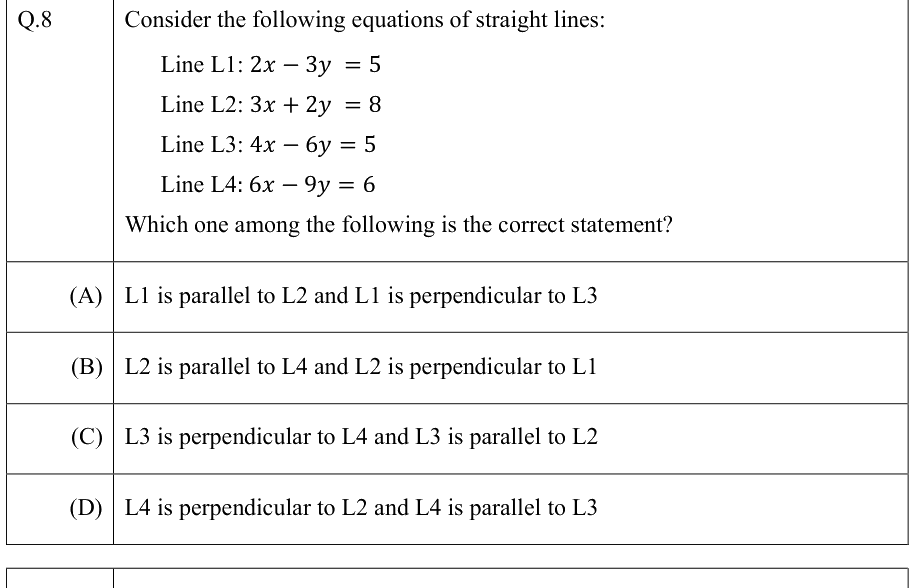 Q.8 Consider the following equations of straight lines:
Line L1: 2𝑥 − 3𝑦 = 5
Line L2: 3𝑥 + 2𝑦 = 8
Line L3: 4𝑥 − 6𝑦 = 5
Line L4: 6𝑥 − 9𝑦 = 6
Which one among the following is the correct statement?
(A) L1 is parallel to L2 and L1 is perpendicular to L3
(B) L2 is parallel to L4 and L2 is perpendicular to L1
(C) L3 is perpendicular to L4 and L3 is parallel to L2
(D) L4 is perpendicular to L2 and L4 is parallel to L3